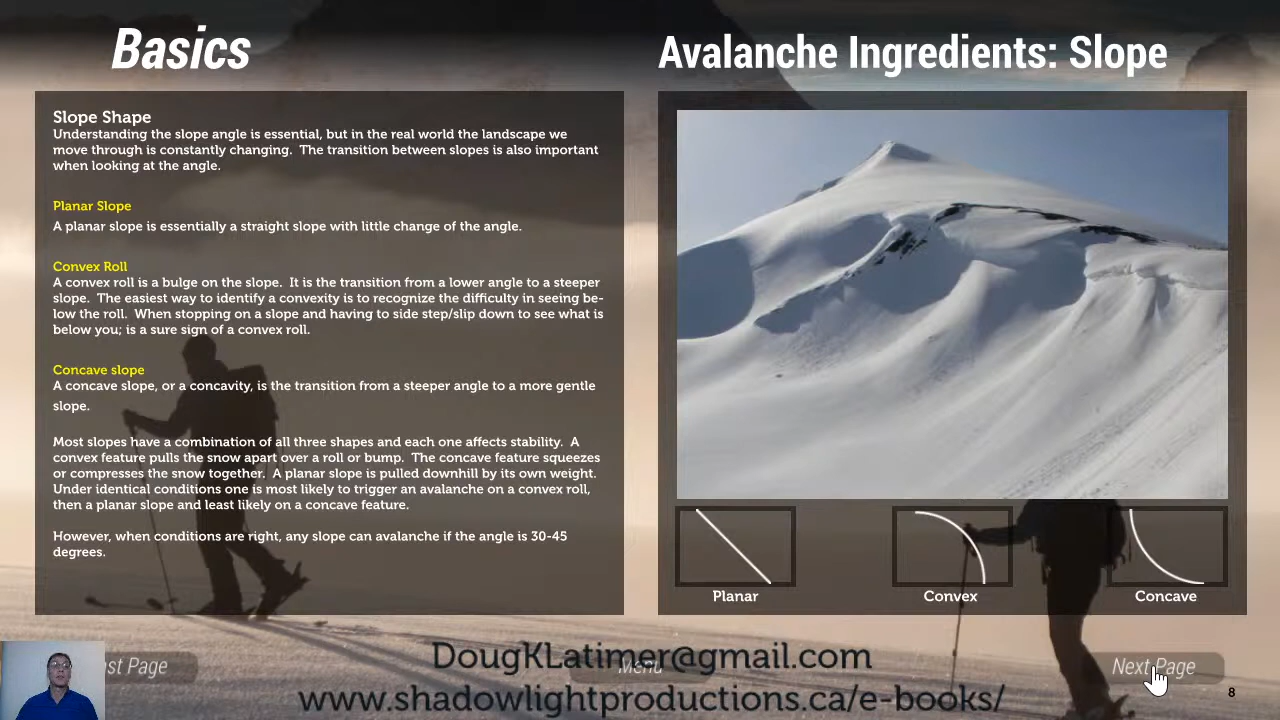 Basics
Avalanche Ingredients: Slope
Slope Shape
Understanding the slope angle is essential, but in the real world the landscape we
move through is constantly changing.  The transition between slopes is also important
when looking at the angle.
Planar Slope
A planar slope is essentially a straight slope with little change of the angle.
Convex Roll
A convex roll is a bulge on the slope.  It is the transition from a lower angle to a steeper
slope.  The easiest way to identify a convexity is to recognize the difficulty in seeing be-
low the roll.  When stopping on a slope and having to side step/slip down to see what is
below you; is a sure sign of a convex roll.
Concave slope
A concave slope, or a concavity, is the transition from a steeper angle to a more gentle
slope.
Most slopes have a combination of all three shapes and each one affects stability.  A
convex feature pulls the snow apart over a roll or bump.  The concave feature squeezes
or compresses the snow together.  A planar slope is pulled downhill by its own weight.
Under identical conditions one is most likely to trigger an avalanche on a convex roll,
then a planar slope and least likely on a concave feature.
However, when conditions are right, any slope can avalanche if the angle is 30-45
degrees.
Planar
Convex
Concave
st Page
Menu
Next Page
DougKLatimer@gmail.com
www.shadowlightproductions.ca/e-books/
8